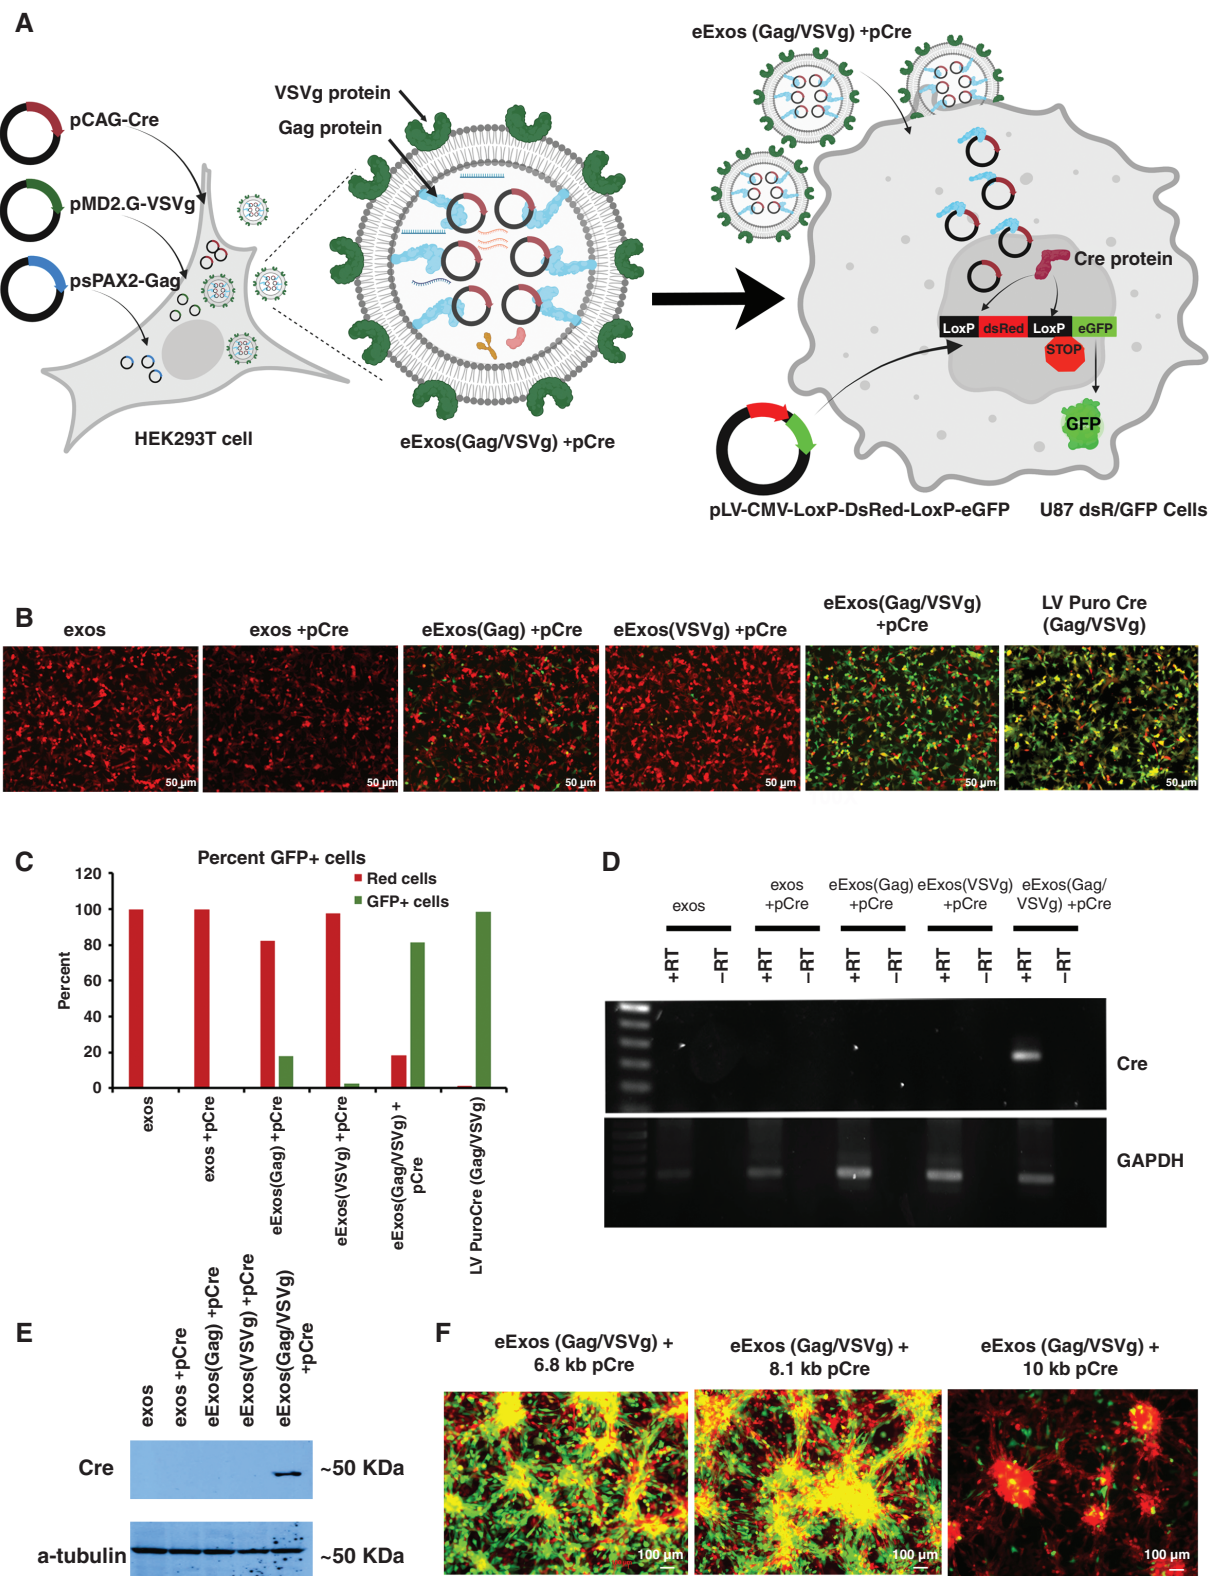 A
eExos (Gag/VSVg) +pCre
VSVg protein
Gag protein
pCAG-Cre
pMD2.G-VSVg
psPAX2-Gag
Cre protein
LoxP dsRed LoxP eGFP
STOP
GFP
HEK293T cell
eExos(Gag/VSVg) +pCre
pLV-CMV-LoxP-DsRed-LoxP-eGFP
U87 dsR/GFP Cells
B
exos
exos +pCre
eExos(Gag) +pCre
eExos(VSVg) +pCre
eExos(Gag/VSVg)
+pCre
LV Puro Cre
(Gag/VSVg)
50 µm
50 µm
50 µm
50 µm
50 µm
50 µm
C
Percent GFP+ cells
Red cells
GFP+ cells
Percent
120
100
80
60
40
20
0
exos
exos +pCre
eExos(Gag) +pCre
eExos(VSVg) +pCre
eExos(Gag/VSVg) +
pCre
LV PuroCre (Gag/VSVg)
D
exos
exos
+pCre
eExos(Gag)
+pCre
eExos(VSVg)
+pCre
eExos(Gag/
VSVg) +pCre
+RT
−RT
+RT
−RT
+RT
−RT
+RT
−RT
+RT
−RT
Cre
GAPDH
E
exos
exos +pCre
eExos(Gag) +pCre
eExos(VSVg) +pCre
eExos(Gag/VSVg)
+pCre
Cre
~50 KDa
a-tubulin
~50 KDa
F
eExos (Gag/VSVg) +
6.8 kb pCre
eExos (Gag/VSVg) +
8.1 kb pCre
eExos (Gag/VSVg) +
10 kb pCre
100 µm
100 µm
100 µm